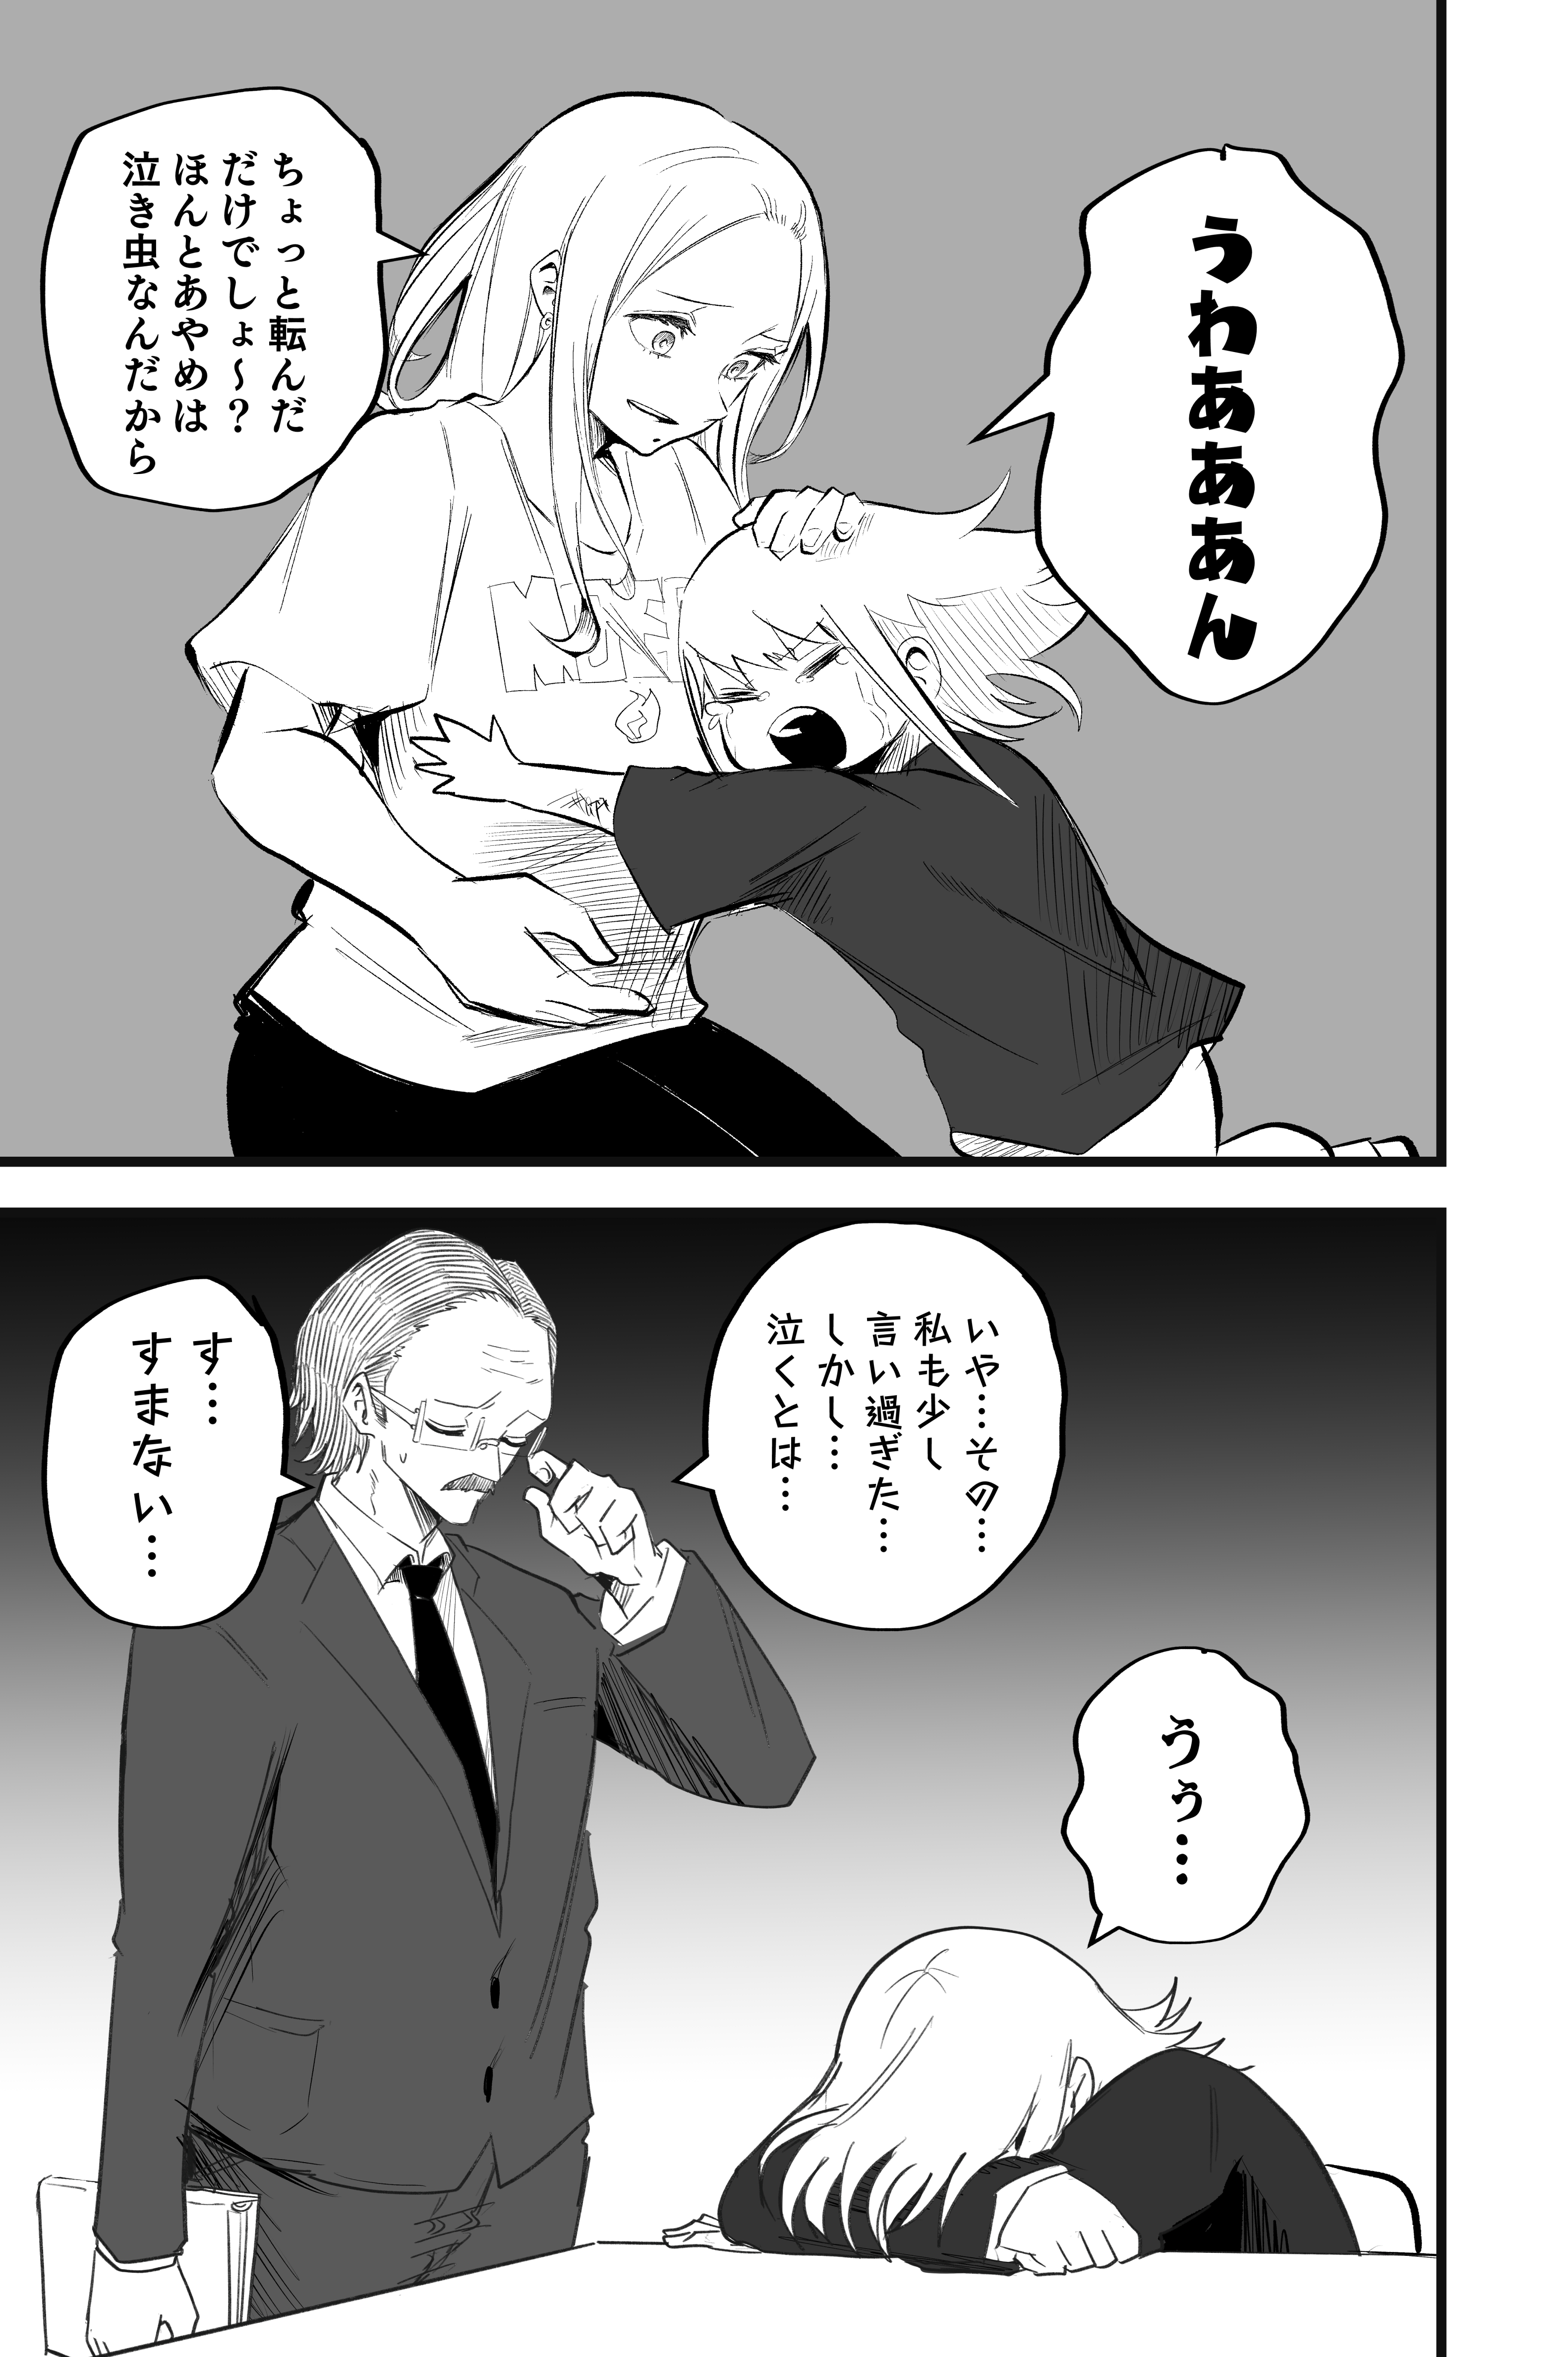 うわあああん
ちょっと転んだ
だけでしょ～？
ほんとあやめは
泣き虫なんだから
いや…その…
私も少し
言い過ぎた…
しかし…
泣くとは…
す…
すまない…
うぅ…